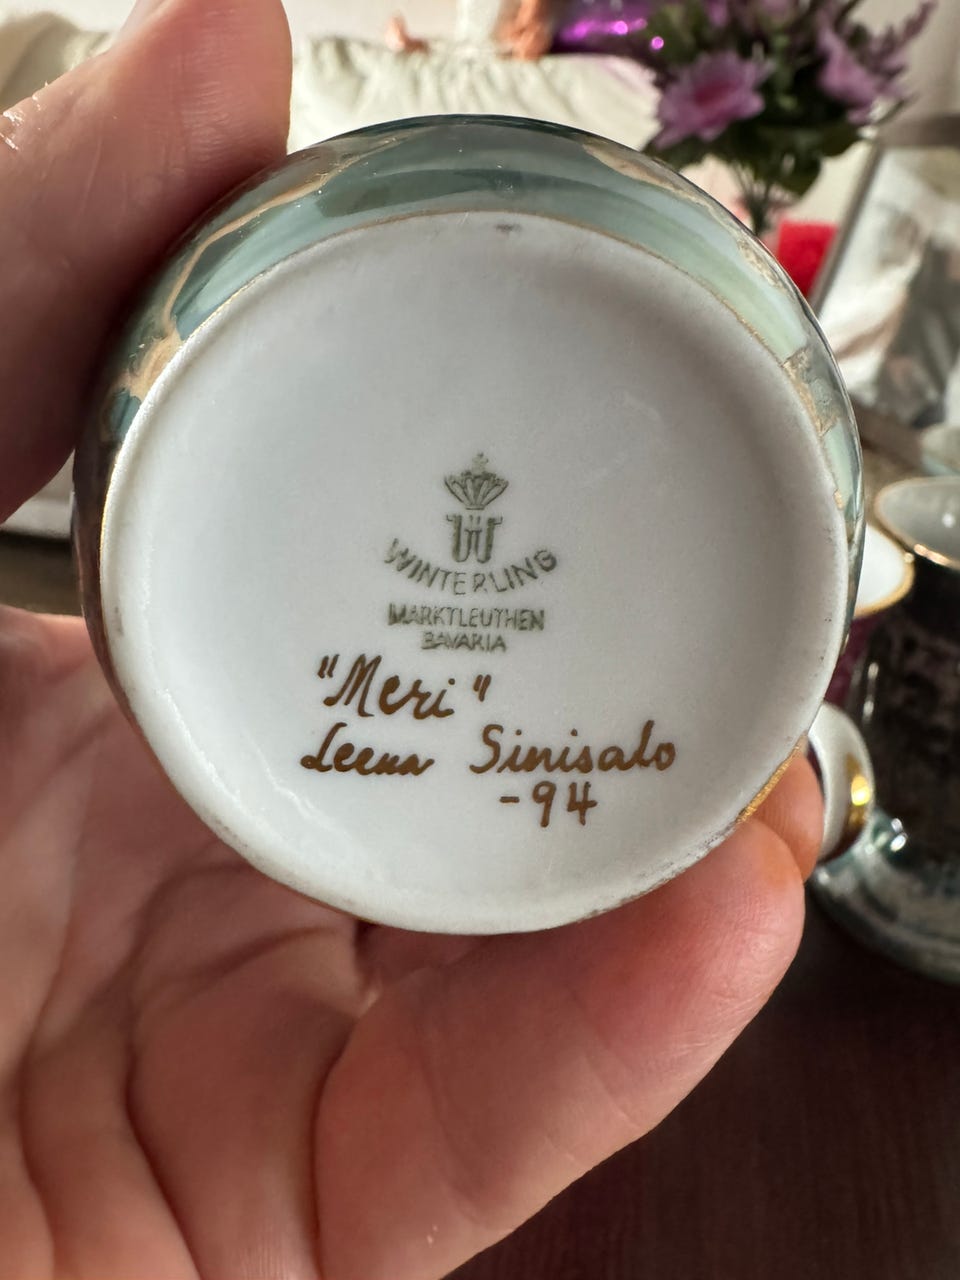 WINTERLING
MARKTLEUTHEN
BAVARIA
"Meri"
Leena Sinisalo
-94